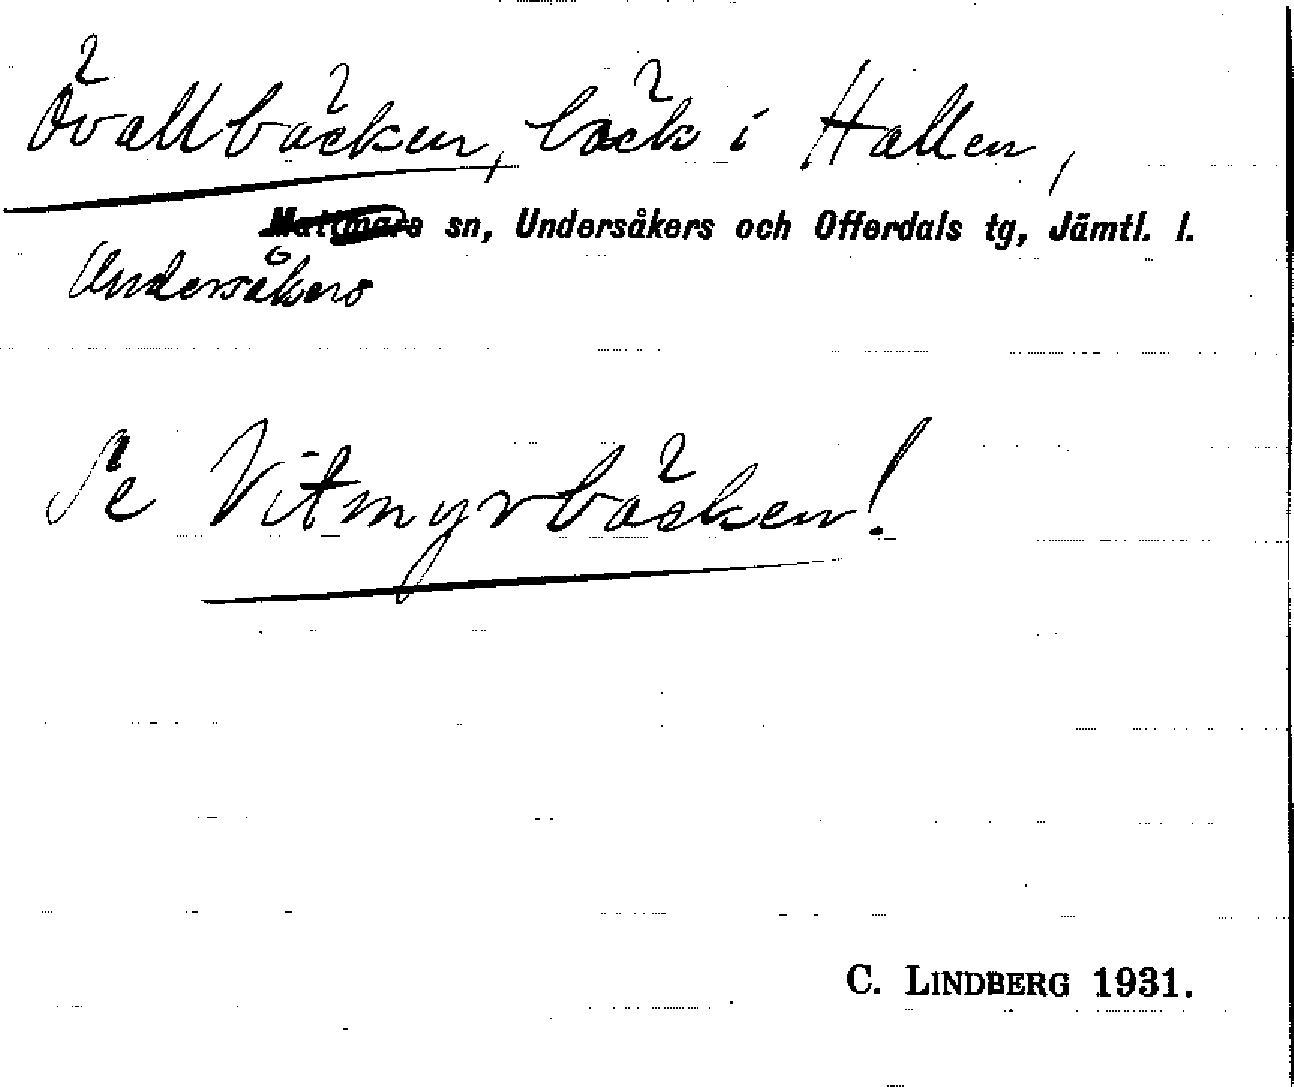 Övallbäcken, bäck i Hallen,
Mattmars sn, Undersåkers och Offerdals tg, Jämtl. l.
Undersåkers
Se Vitmyrbäcken!
C. LINDBERG 1931.